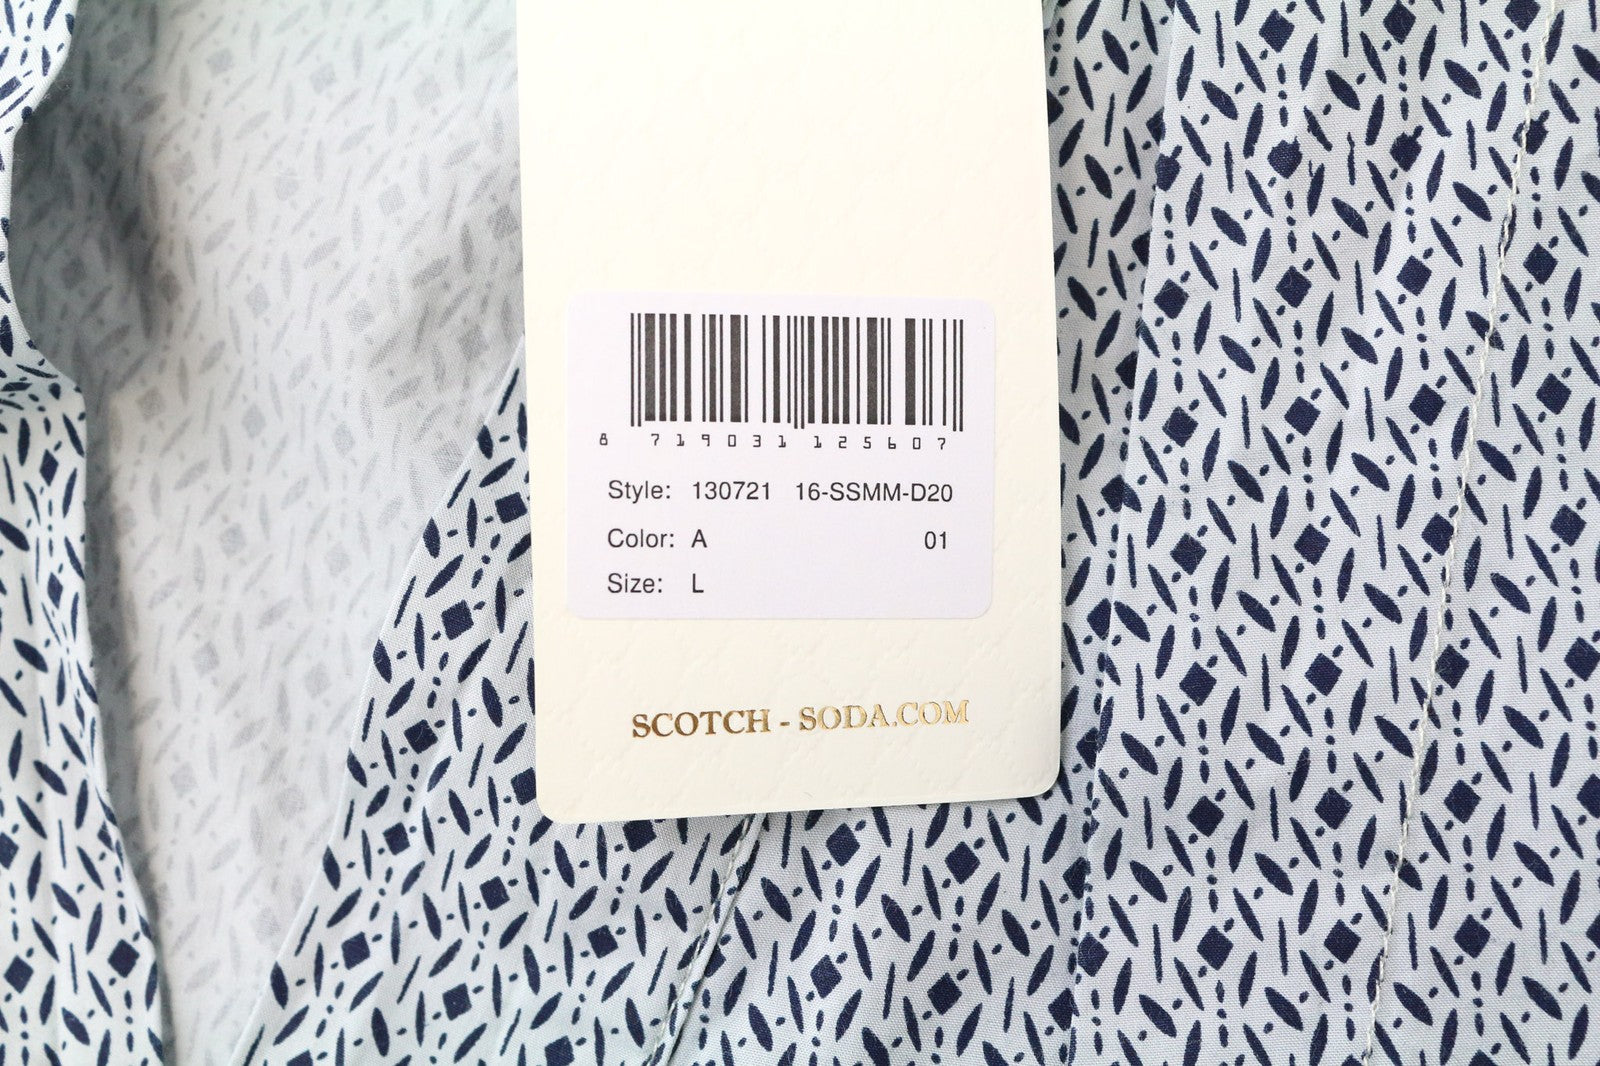 8 719031 125607
Style: 130721 16-SSMM-D20
Color: A 01
Size: L
SCOTCH - SODA.COM